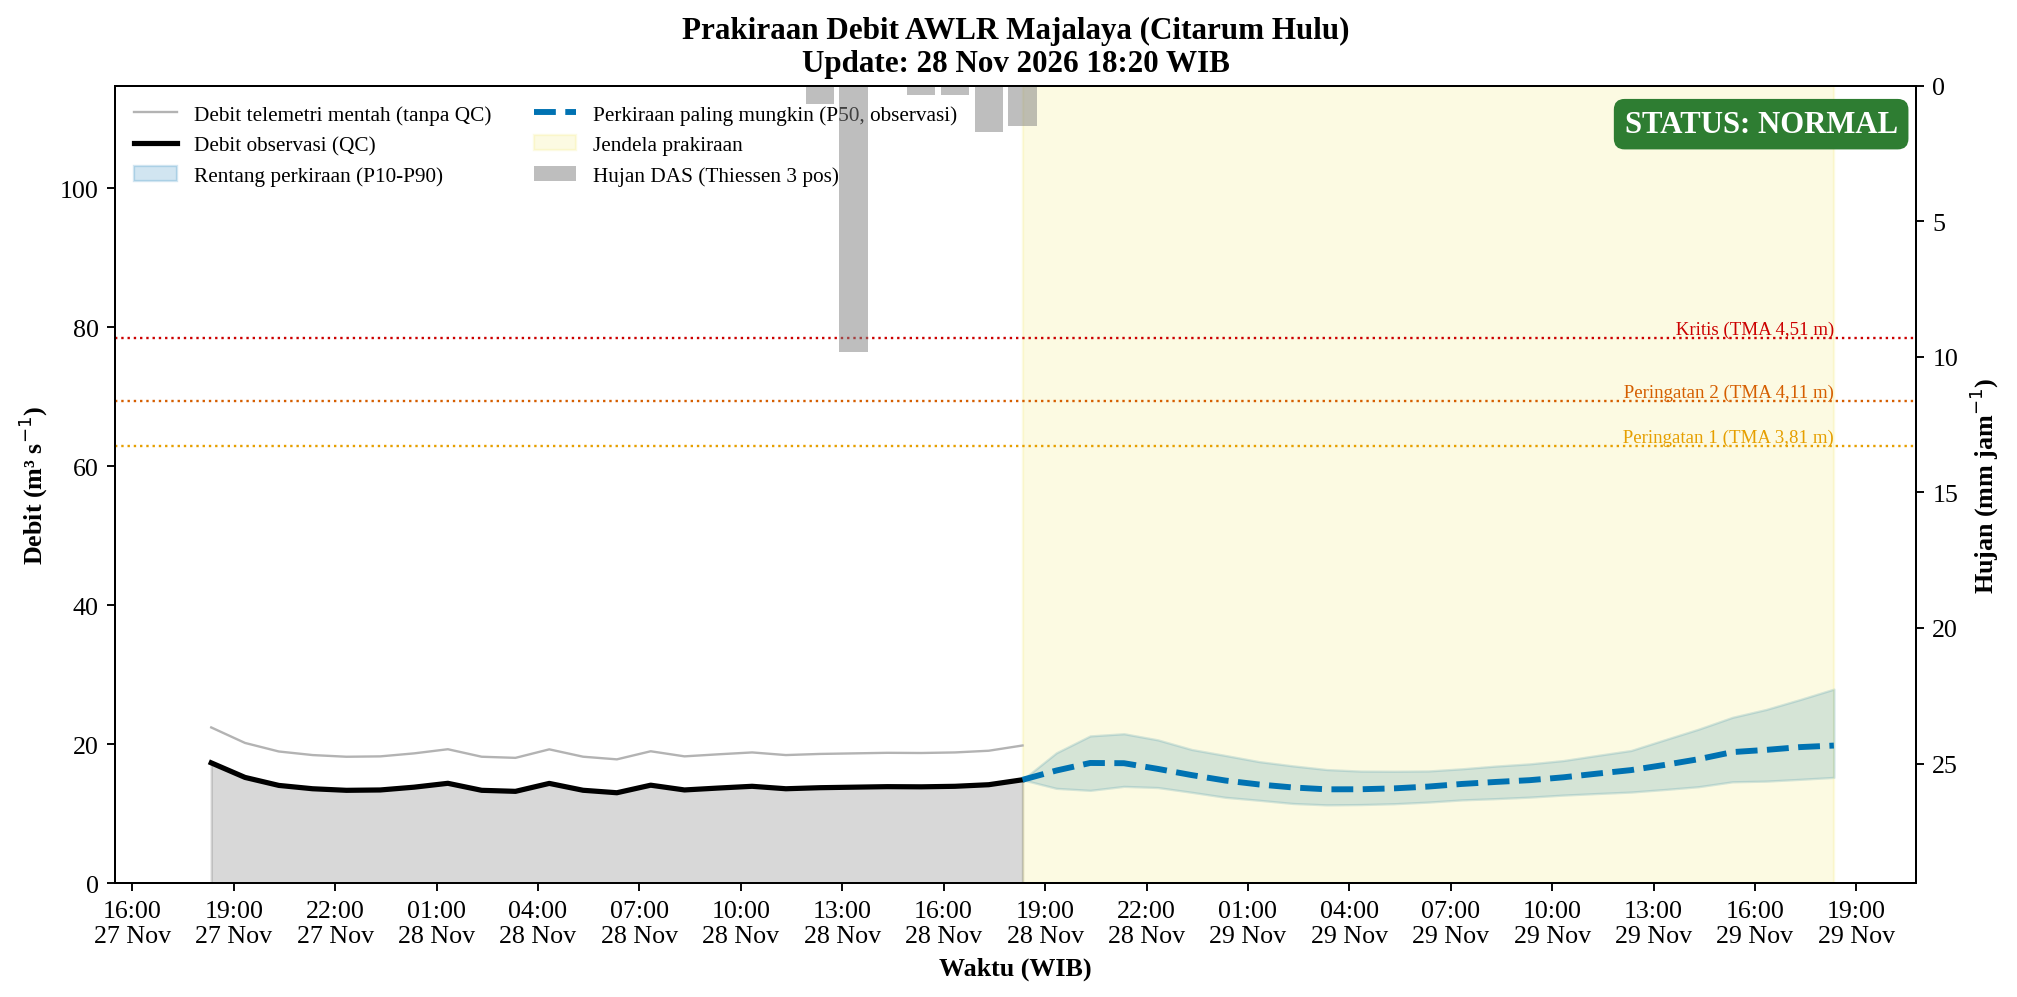 Prakiraan Debit AWLR Majalaya (Citarum Hulu)
Update: 28 Nov 2026 18:20 WIB
Debit telemetri mentah (tanpa QC)
Debit observasi (QC)
Rentang perkiraan (P10-P90)
Perkiraan paling mungkin (P50, observasi)
Jendela prakiraan
Hujan DAS (Thiessen 3 pos)
STATUS: NORMAL
Kritis (TMA 4,51 m)
Peringatan 2 (TMA 4,11 m)
Peringatan 1 (TMA 3,81 m)
Debit (m³ s⁻¹)
100
80
60
40
20
0
Hujan (mm jam⁻¹)
0
5
10
15
20
25
16:00 19:00 22:00 01:00 04:00 07:00 10:00 13:00 16:00 19:00 22:00 01:00 04:00 07:00 10:00 13:00 16:00 19:00
27 Nov 27 Nov 27 Nov 28 Nov 28 Nov 28 Nov 28 Nov 28 Nov 28 Nov 28 Nov 28 Nov 29 Nov 29 Nov 29 Nov 29 Nov 29 Nov 29 Nov 29 Nov
Waktu (WIB)